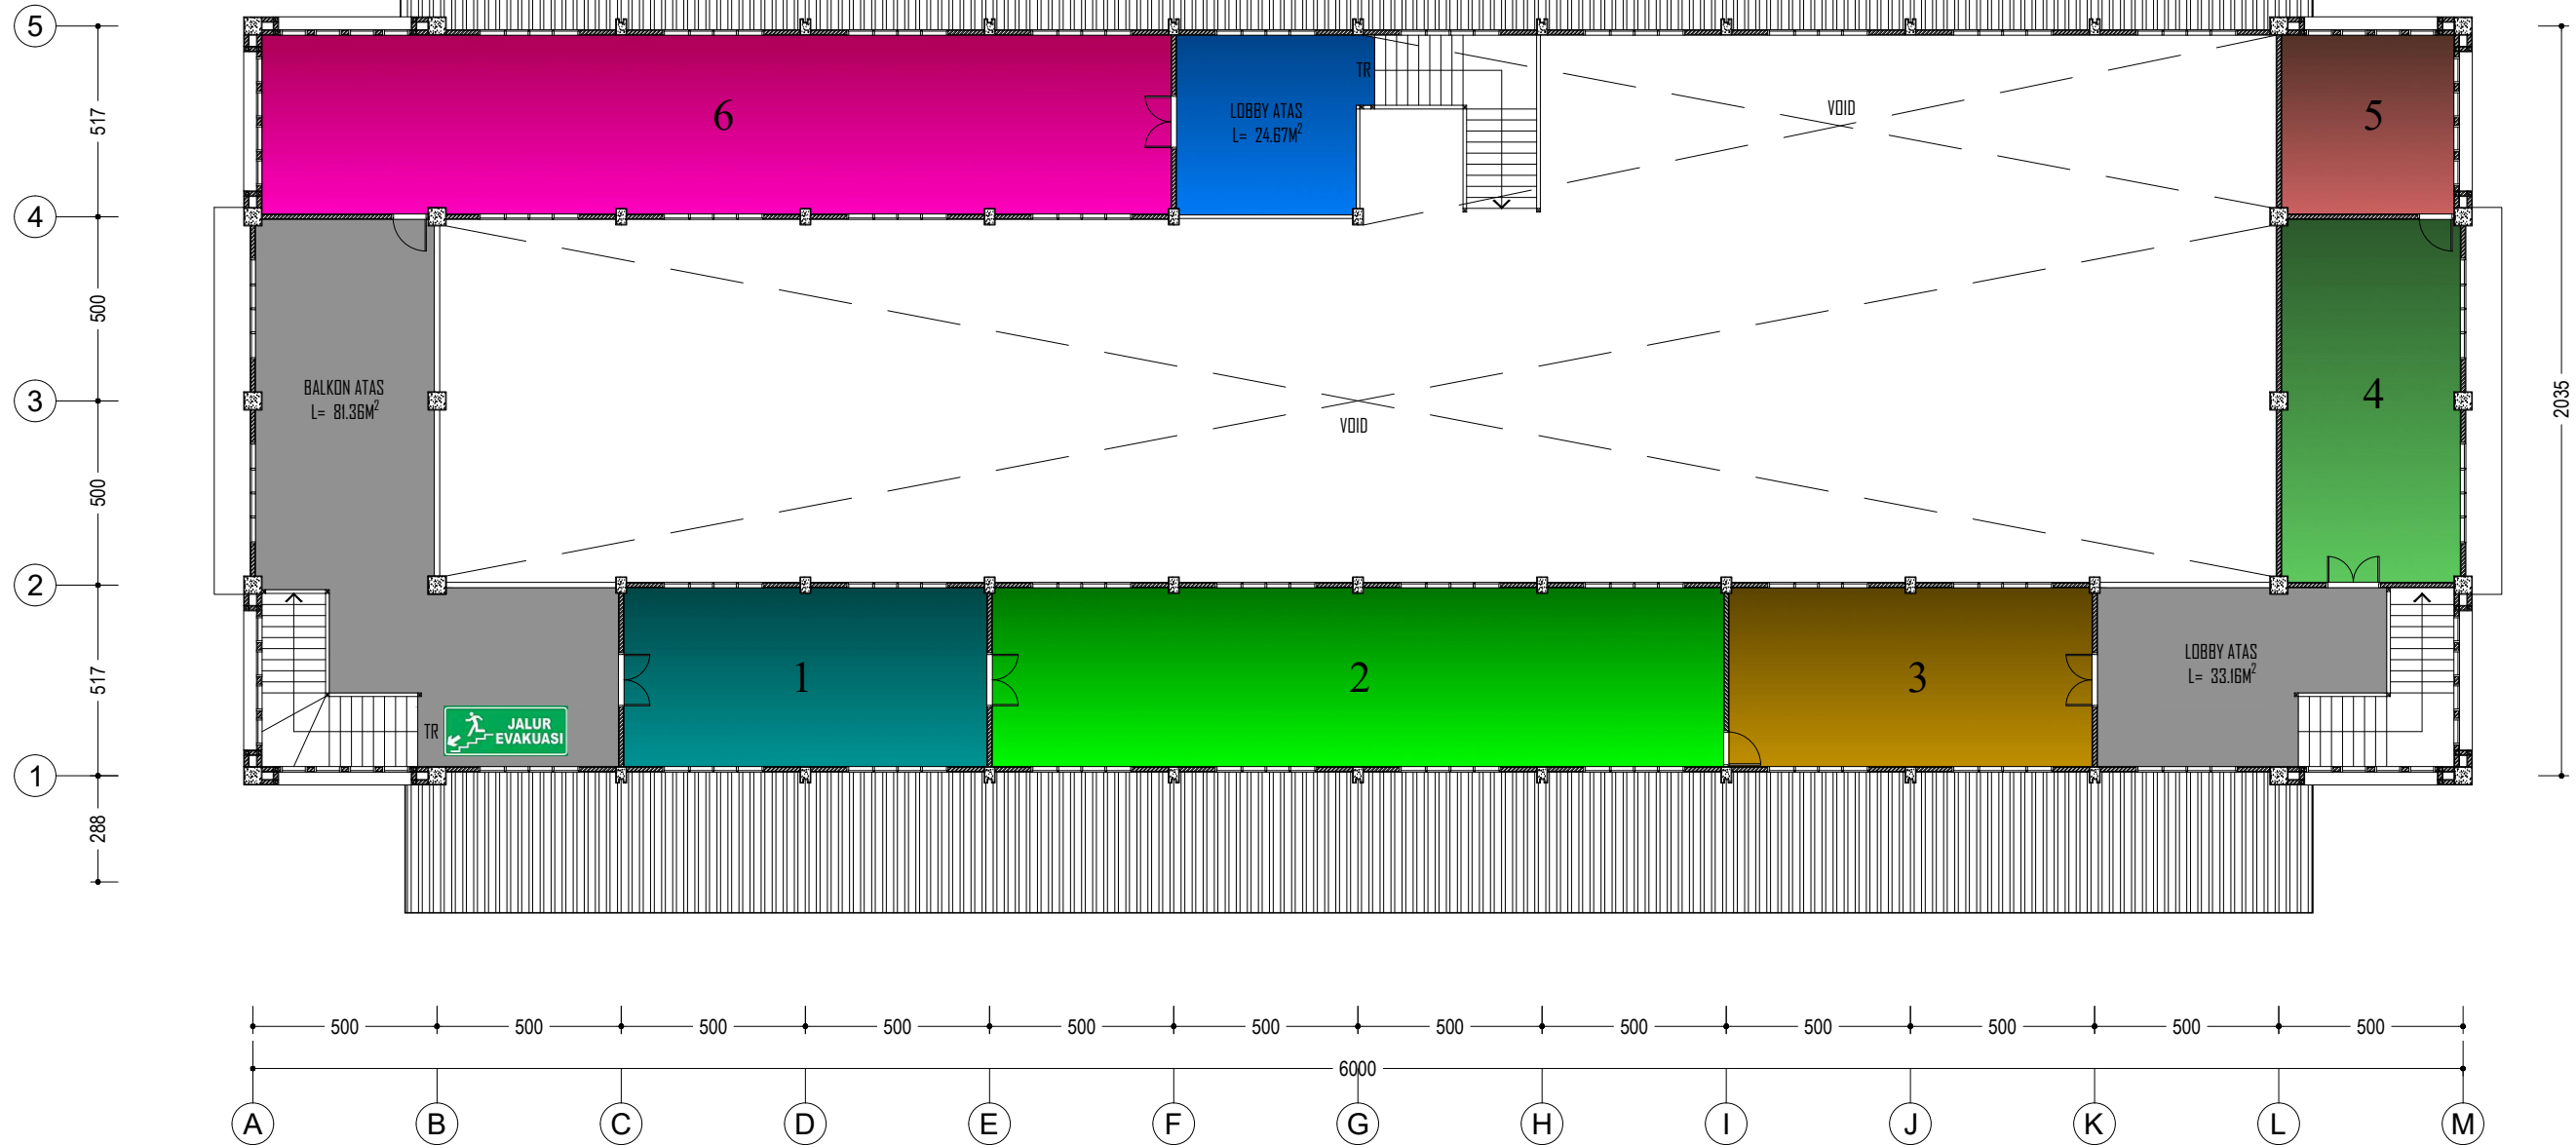 5
6
LOBBY ATAS
L= 24.67M²
TR
VOID
5
517
4
500
BALKON ATAS
L= 81.36M²
3
VOID
4
2035
500
2
517
1
2
3
LOBBY ATAS
L= 33.16M²
TR
JALUR
EVAKUASI
1
288
500 500 500 500 500 500 500 500 500 500 500 500
6000
A B C D E F G H I J K L M